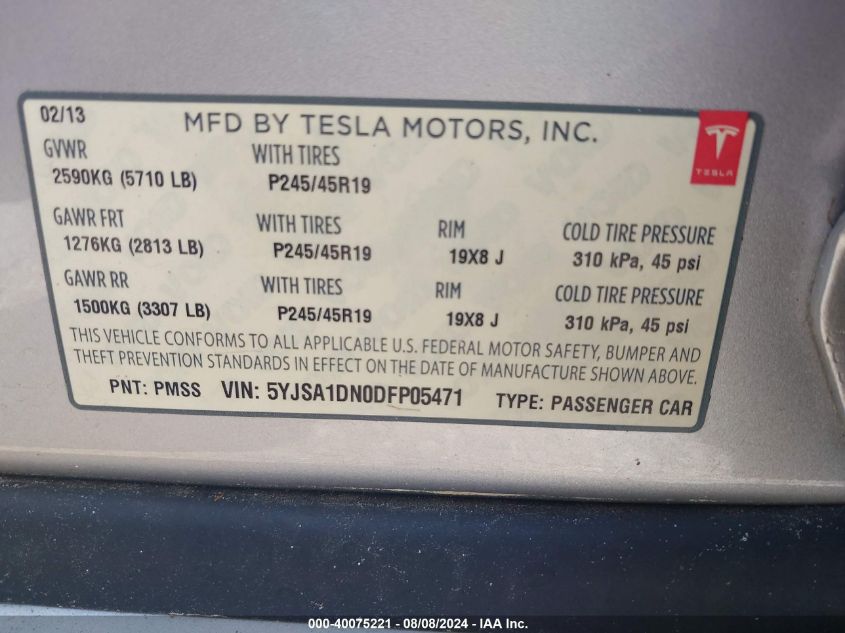 02/13
MFD BY TESLA MOTORS, INC.
TESLA
GVWR WITH TIRES
2590KG (5710 LB) P245/45R19
GAWR FRT WITH TIRES RIM COLD TIRE PRESSURE
1276KG (2813 LB) P245/45R19 19X8 J 310 kPa, 45 psi
GAWR RR WITH TIRES RIM COLD TIRE PRESSURE
1500KG (3307 LB) P245/45R19 19X8 J 310 kPa, 45 psi
THIS VEHICLE CONFORMS TO ALL APPLICABLE U.S. FEDERAL MOTOR SAFETY, BUMPER AND
THEFT PREVENTION STANDARDS IN EFFECT ON THE DATE OF MANUFACTURE SHOWN ABOVE.
PNT: PMSS VIN: 5YJSA1DN0DFP05471 TYPE: PASSENGER CAR
000-40075221 - 08/08/2024 - IAA Inc.